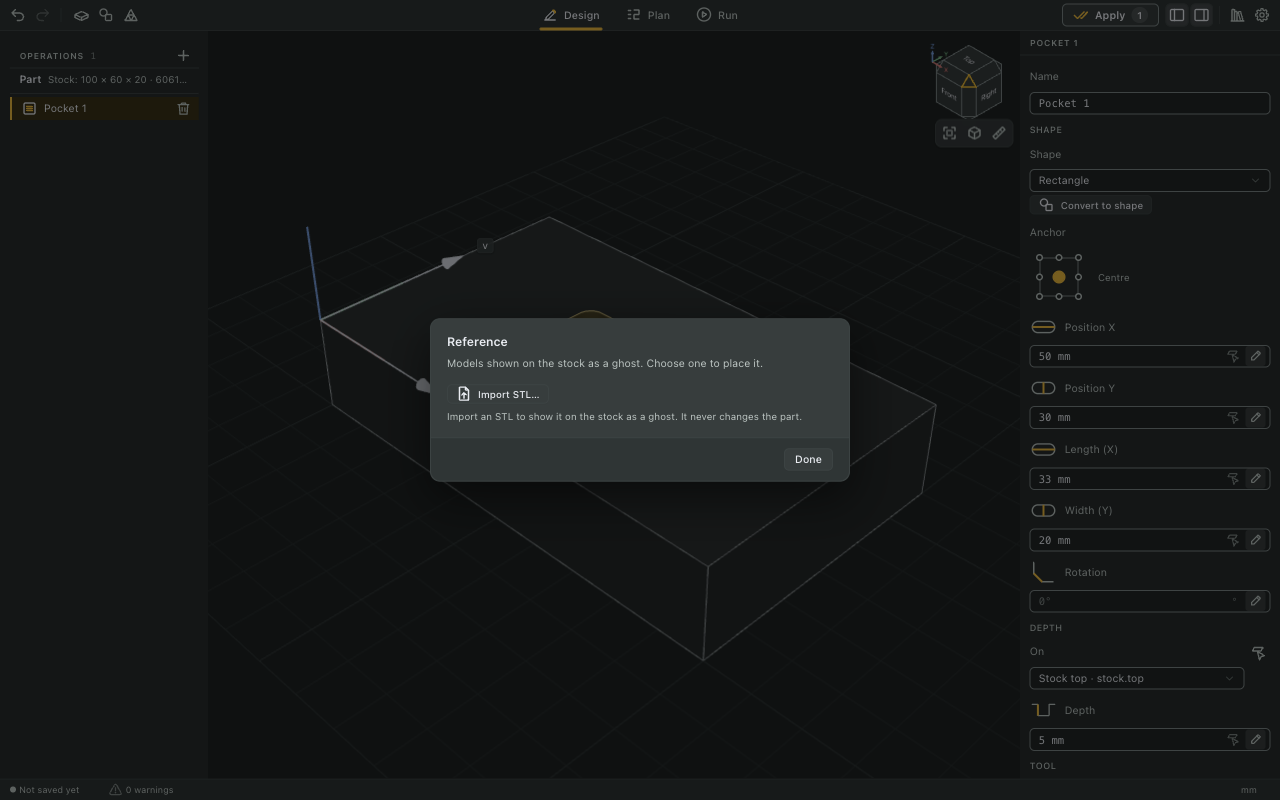 Design
Plan
Run
Apply 1
OPERATIONS 1
Part Stock: 100 × 60 × 20 · 6061...
Pocket 1
Z
Y
X
Top
Front
Right
v
Reference
Models shown on the stock as a ghost. Choose one to place it.
Import STL...
Import an STL to show it on the stock as a ghost. It never changes the part.
Done
POCKET 1
Name
Pocket 1
SHAPE
Shape
Rectangle
Convert to shape
Anchor
Centre
Position X
50 mm
Position Y
30 mm
Length (X)
33 mm
Width (Y)
20 mm
Rotation
0° °
DEPTH
On
Stock top · stock.top
Depth
5 mm
TOOL
Not saved yet
0 warnings
mm